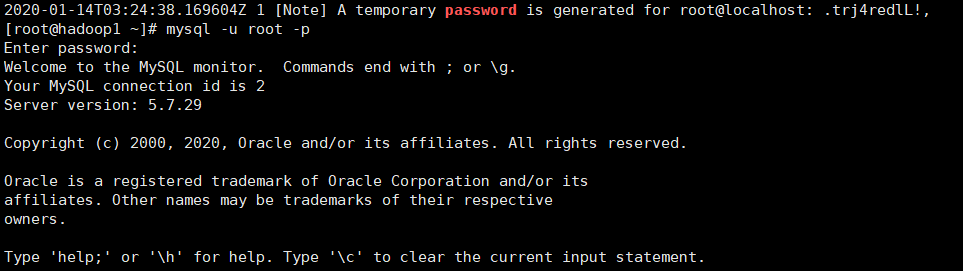 2020-01-14T03:24:38.169604Z 1 [Note] A temporary password is generated for root@localhost: .trj4redlL!,
[root@hadoop1 ~]# mysql -u root -p
Enter password:
Welcome to the MySQL monitor.  Commands end with ; or \g.
Your MySQL connection id is 2
Server version: 5.7.29
Copyright (c) 2000, 2020, Oracle and/or its affiliates. All rights reserved.
Oracle is a registered trademark of Oracle Corporation and/or its
affiliates. Other names may be trademarks of their respective
owners.
Type 'help;' or '\h' for help. Type '\c' to clear the current input statement.